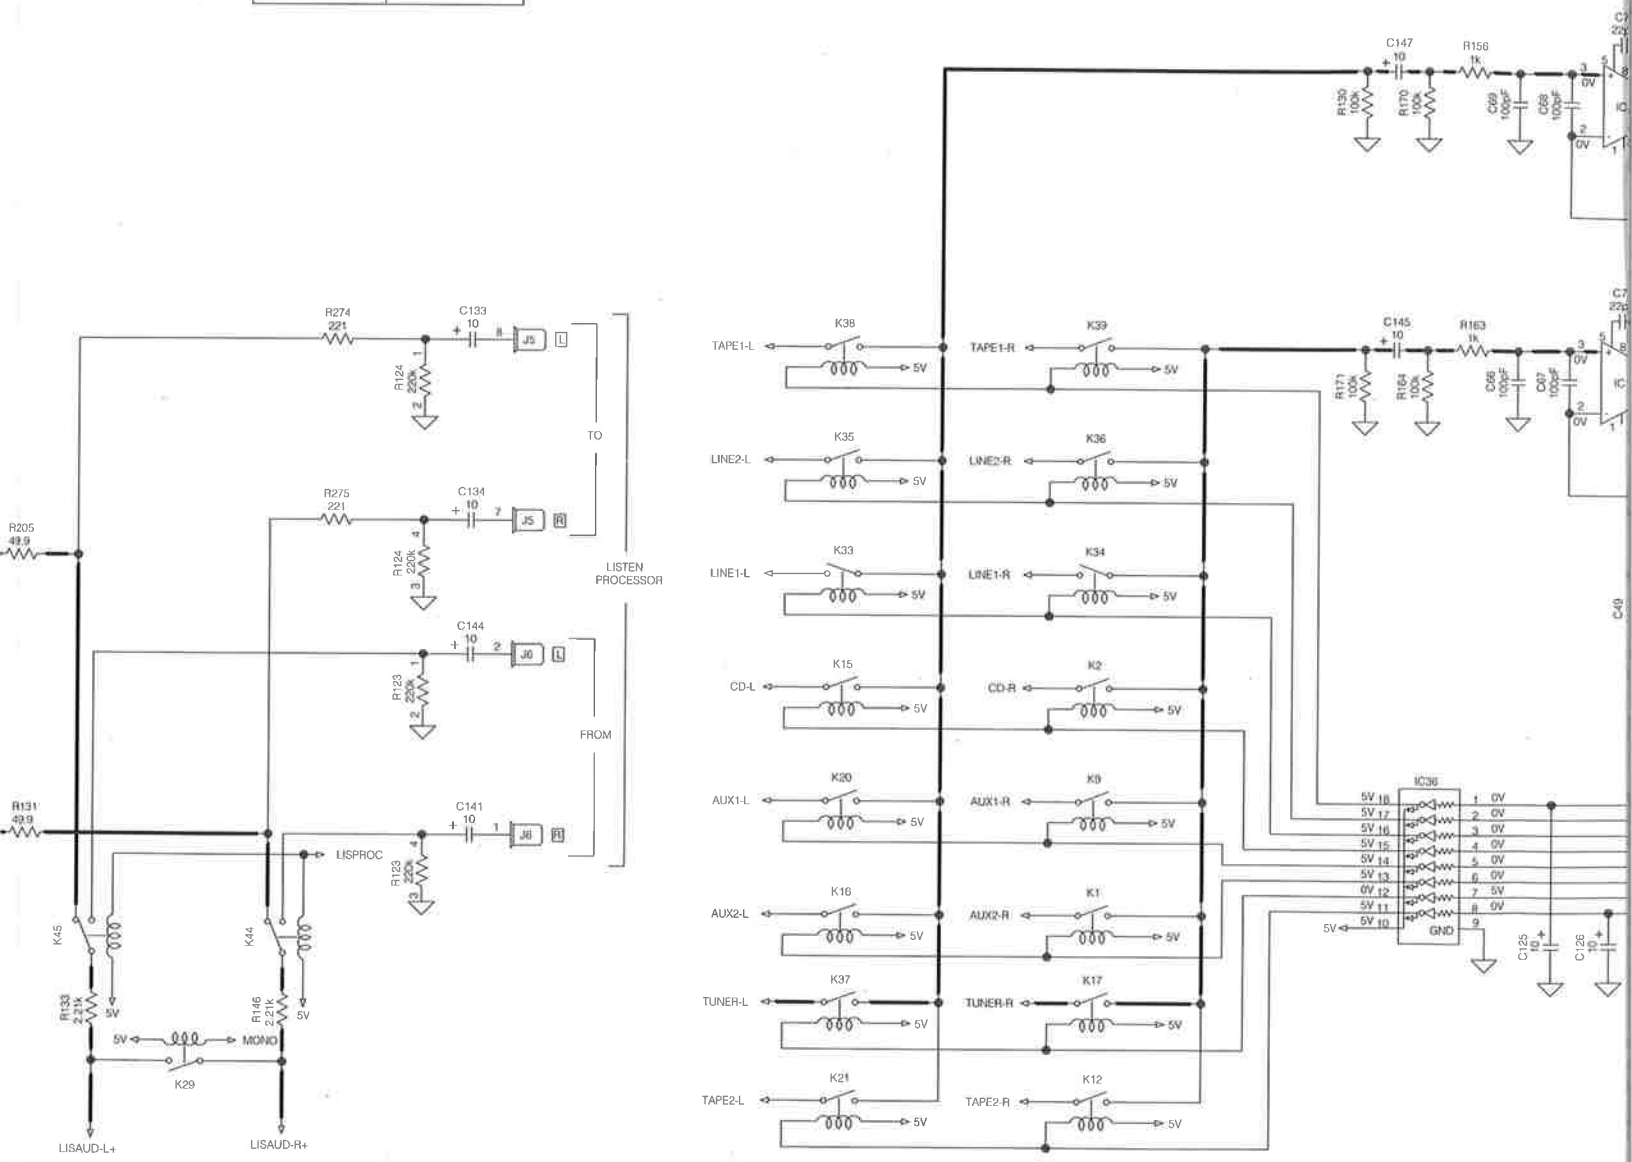 R274
221
C133
+ 10 8
J5 L
1
R124
220k
2
TO
R275
221
C134
+ 10 7
J5 R
4
R124
220k
3
R205
49.9
LISTEN
PROCESSOR
C144
+ 10 2
J6 L
1
R123
220k
2
FROM
R131
49.9
C141
+ 10 1
J6 R
4
R123
220k
3
LISPROC
K45
K44
R133
2.21k
5V
R146
2.21k
5V
5V MONO
K29
LISAUD-L+
LISAUD-R+
C147
+ 10
R156
1k
R130
100k
R170
100k
C69
100pF
C68
100pF
3
0V
2
0V
5
+
8
-
1
C145
+ 10
R163
1k
R171
100k
R164
100k
C66
100pF
C67
100pF
3
0V
2
0V
5
+
8
-
1
C49
K38
TAPE1-L
5V
K39
TAPE1-R
5V
K35
LINE2-L
5V
K36
LINE2-R
5V
K33
LINE1-L
5V
K34
LINE1-R
5V
K15
CD-L
5V
K2
CD-R
5V
K20
AUX1-L
5V
K9
AUX1-R
5V
K16
AUX2-L
5V
K1
AUX2-R
5V
K37
TUNER-L
5V
K17
TUNER-R
5V
K21
TAPE2-L
5V
K12
TAPE2-R
5V
IC36
5V 18 1 0V
5V 17 2 0V
5V 16 3 0V
5V 15 4 0V
5V 14 5 0V
5V 13 6 0V
0V 12 7 5V
5V 11 8 0V
5V 5V 10 GND 9
C125
10 +
C126
10 +